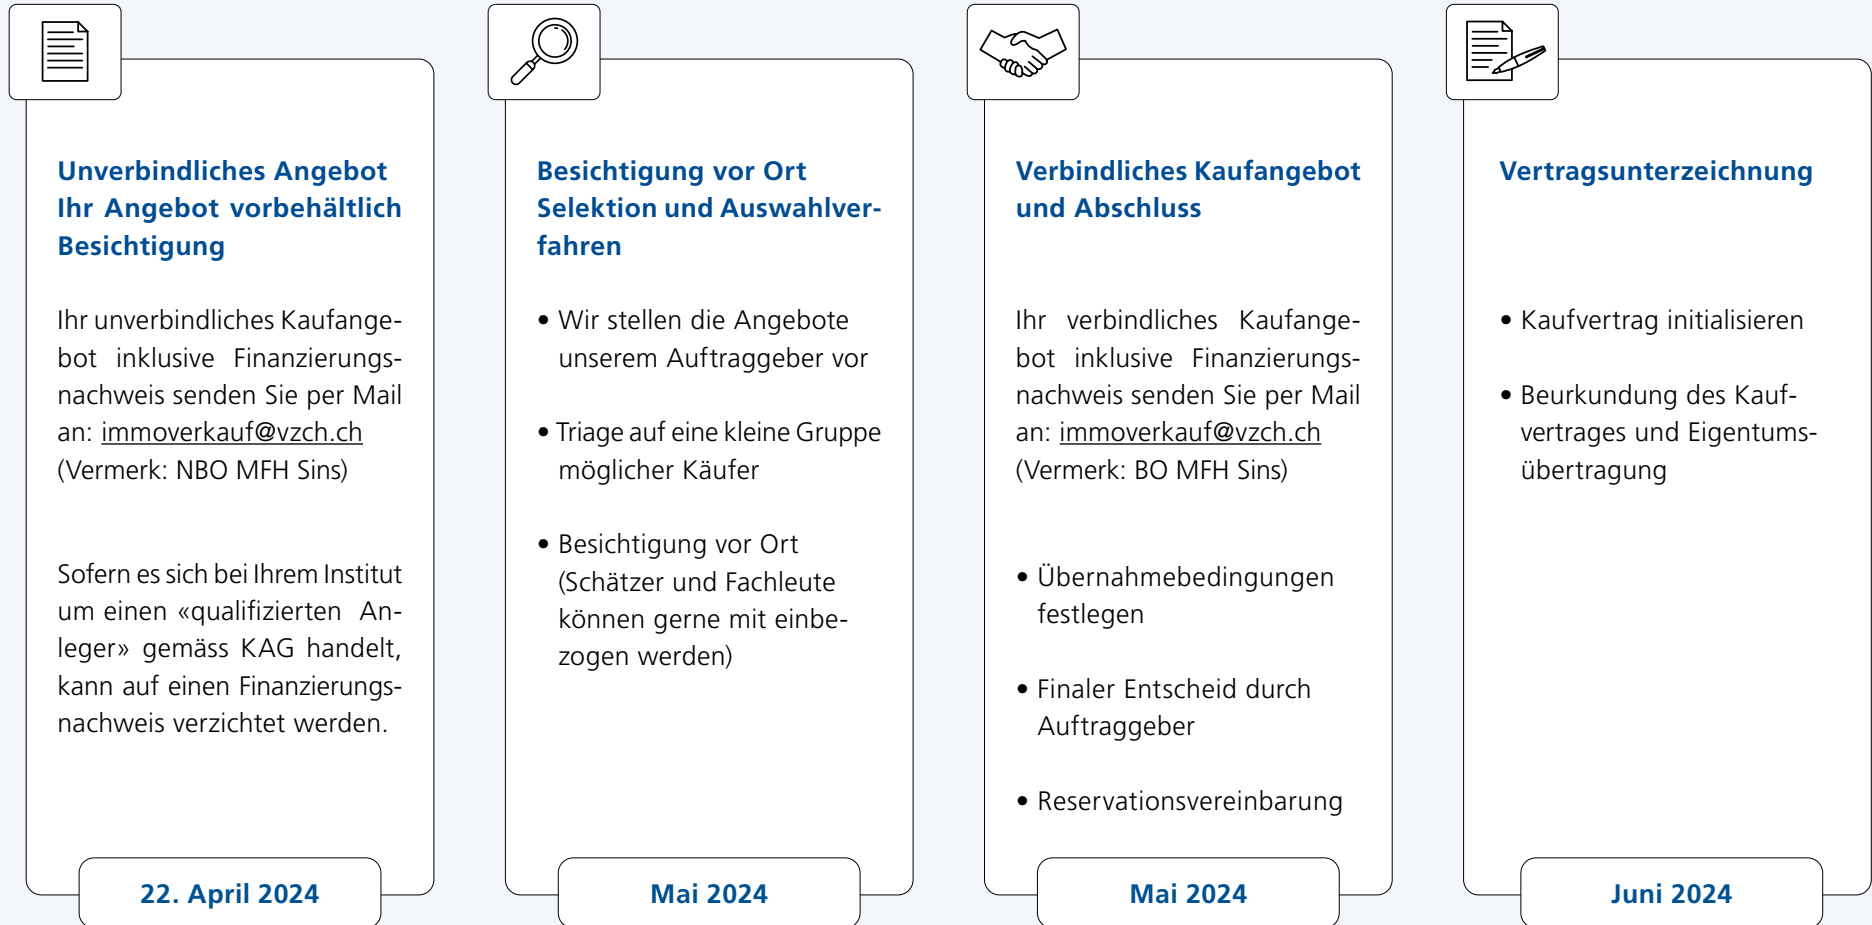 Unverbindliches Angebot
Ihr Angebot vorbehältlich
Besichtigung
Ihr unverbindliches Kaufange-
bot inklusive Finanzierungs-
nachweis senden Sie per Mail
an: immoverkauf@vzch.ch
(Vermerk: NBO MFH Sins)
Sofern es sich bei Ihrem Institut
um einen «qualifizierten An-
leger» gemäss KAG handelt,
kann auf einen Finanzierungs-
nachweis verzichtet werden.
22. April 2024
Besichtigung vor Ort
Selektion und Auswahlver-
fahren
• Wir stellen die Angebote
unserem Auftraggeber vor
• Triage auf eine kleine Gruppe
möglicher Käufer
• Besichtigung vor Ort
(Schätzer und Fachleute
können gerne mit einbe-
zogen werden)
Mai 2024
Verbindliches Kaufangebot
und Abschluss
Ihr verbindliches Kaufange-
bot inklusive Finanzierungs-
nachweis senden Sie per Mail
an: immoverkauf@vzch.ch
(Vermerk: BO MFH Sins)
• Übernahmebedingungen
festlegen
• Finaler Entscheid durch
Auftraggeber
• Reservationsvereinbarung
Mai 2024
Vertragsunterzeichnung
• Kaufvertrag initialisieren
• Beurkundung des Kauf-
vertrages und Eigentums-
übertragung
Juni 2024